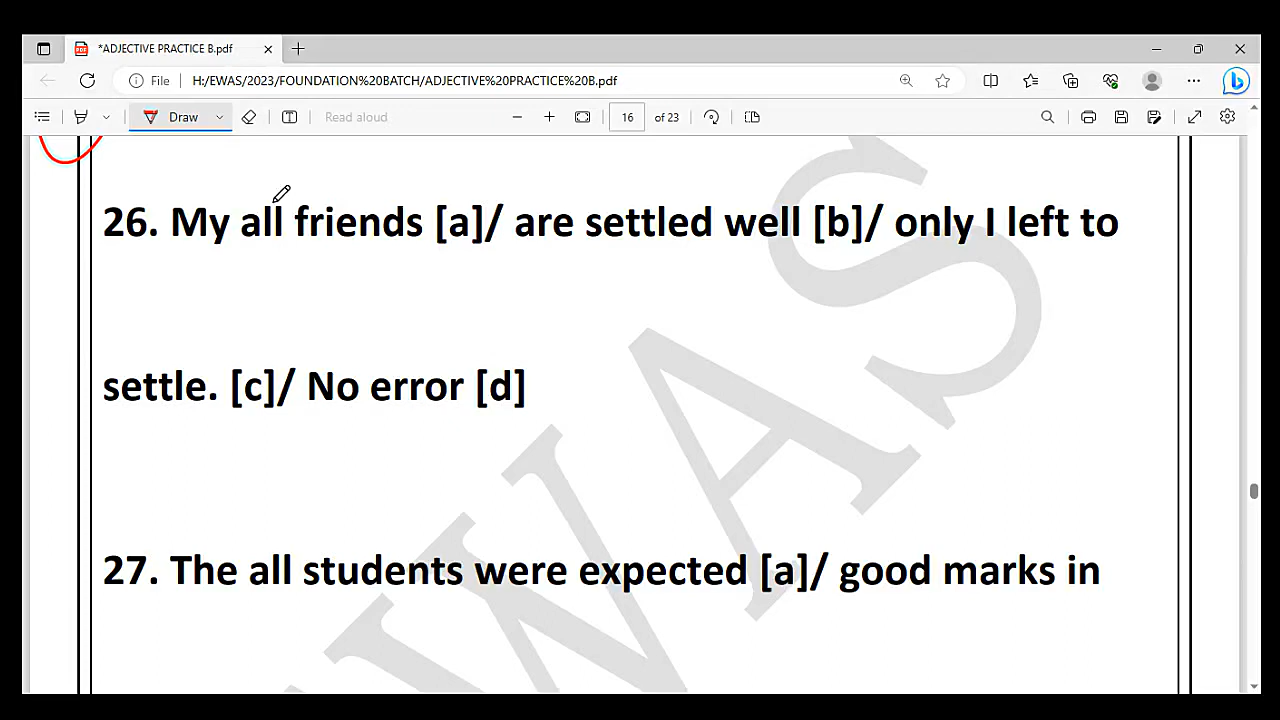 *ADJECTIVE PRACTICE B.pdf
File H:/EWAS/2023/FOUNDATION%20BATCH/ADJECTIVE%20PRACTICE%20B.pdf
Draw Read aloud 16 of 23
26. My all friends [a]/ are settled well [b]/ only I left to
settle. [c]/ No error [d]
27. The all students were expected [a]/ good marks in
EWAS